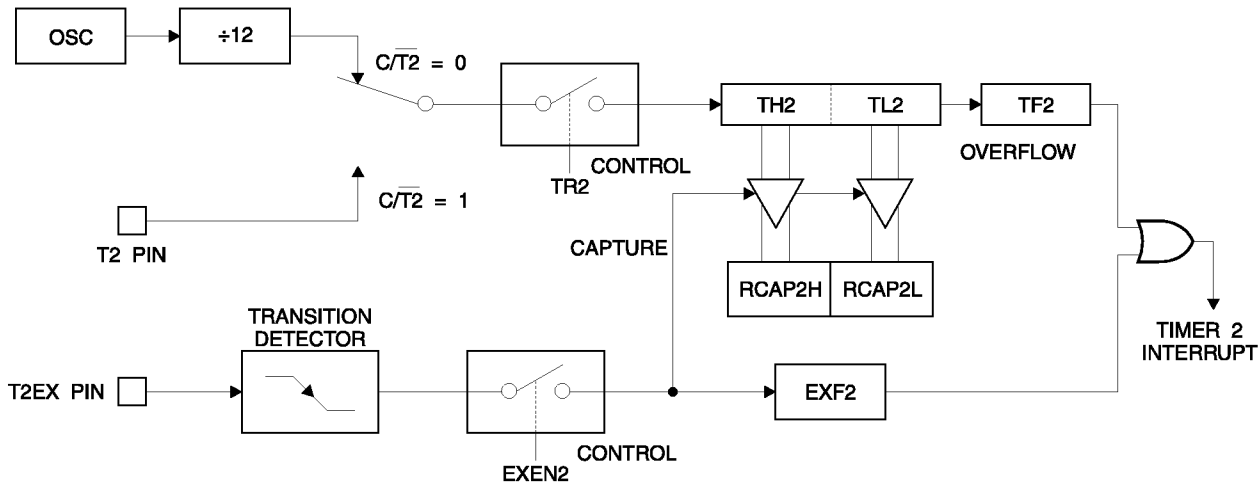 OSC
÷12
C/T2̅ = 0
TH2
TL2
TF2
OVERFLOW
CONTROL
TR2
C/T2̅ = 1
T2 PIN
CAPTURE
RCAP2H
RCAP2L
TRANSITION
DETECTOR
TIMER 2
INTERRUPT
T2EX PIN
EXF2
CONTROL
EXEN2